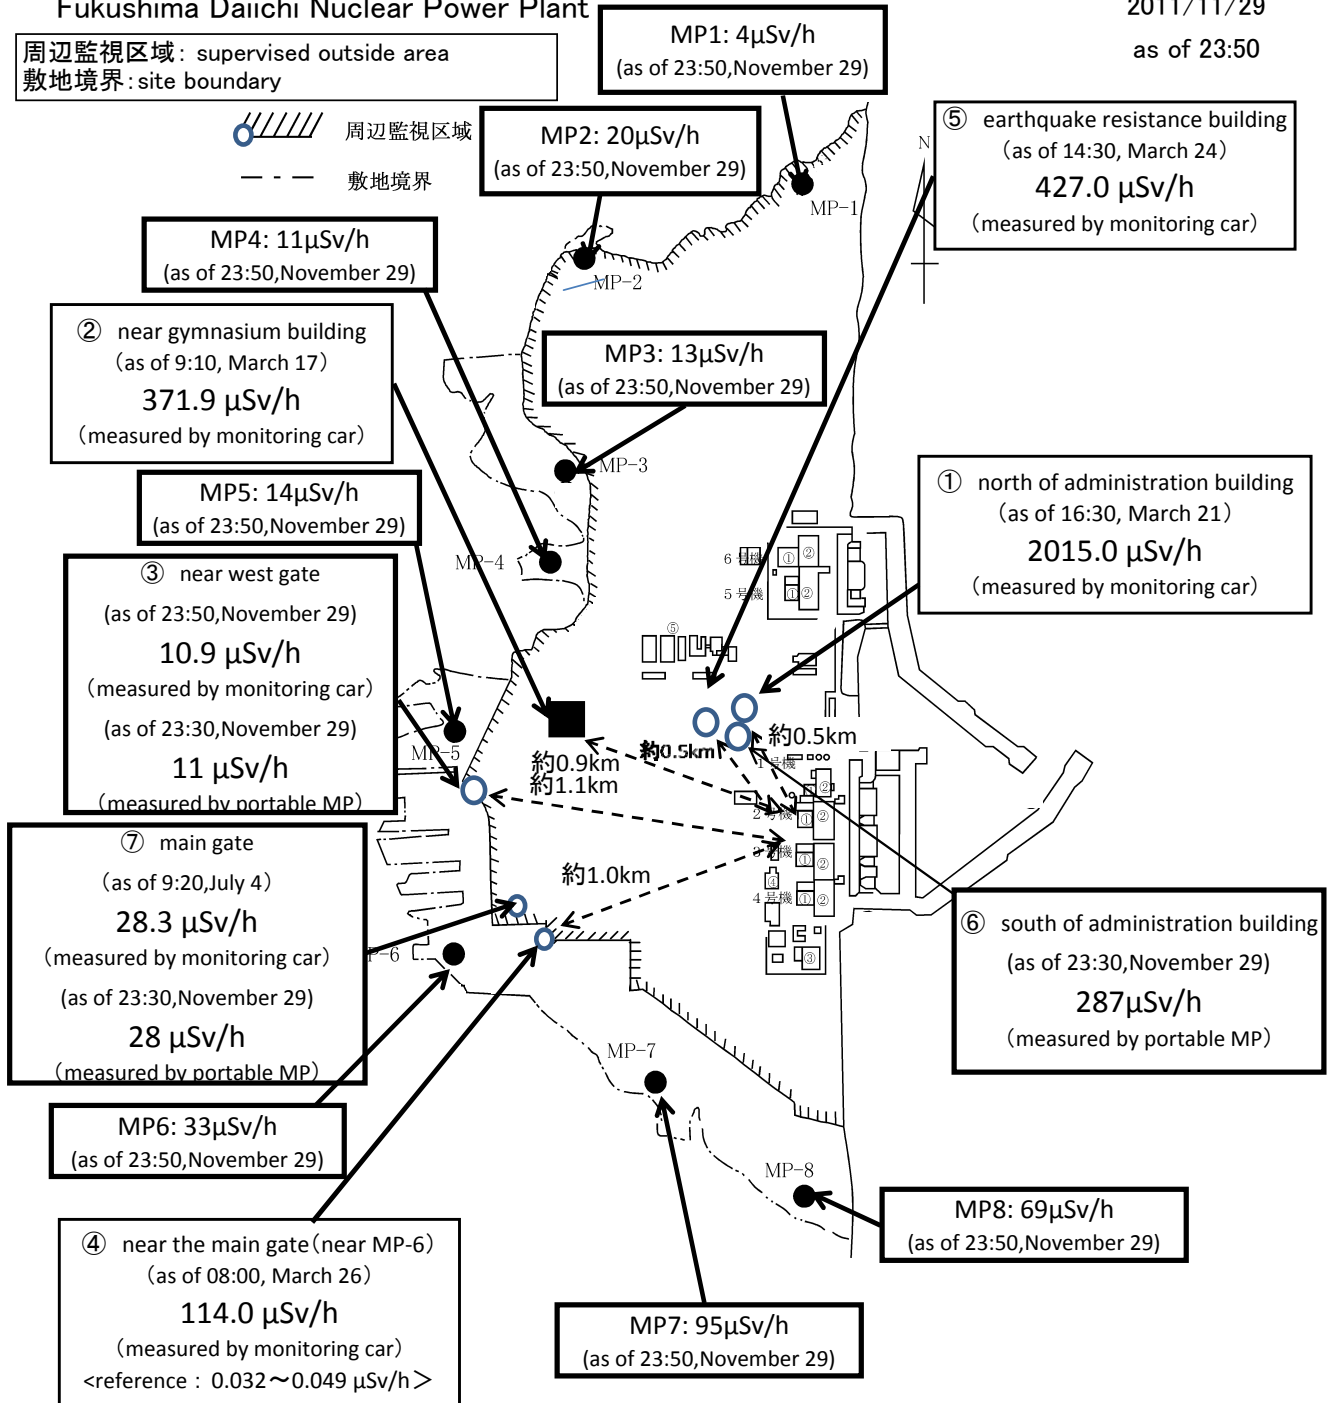 Fukushima Daiichi Nuclear Power Plant
2011/11/29
as of 23:50
周辺監視区域: supervised outside area
敷地境界:site boundary
周辺監視区域
敷地境界
MP1: 4μSv/h
(as of 23:50,November 29)
MP2: 20μSv/h
(as of 23:50,November 29)
⑤ earthquake resistance building
(as of 14:30, March 24)
427.0 μSv/h
(measured by monitoring car)
N
MP-1
MP4: 11μSv/h
(as of 23:50,November 29)
MP-2
② near gymnasium building
(as of 9:10, March 17)
371.9 μSv/h
(measured by monitoring car)
MP3: 13μSv/h
(as of 23:50,November 29)
MP-3
MP5: 14μSv/h
(as of 23:50,November 29)
① north of administration building
(as of 16:30, March 21)
2015.0 μSv/h
(measured by monitoring car)
MP-4
6号機
① ②
5号機
① ②
③ near west gate
(as of 23:50,November 29)
10.9 μSv/h
(measured by monitoring car)
(as of 23:30,November 29)
11 μSv/h
(measured by portable MP)
⑤
MP-5
約0.9km
約1.1km
約0.5km
約0.5km
1号機
②
2号機
① ②
3号機
① ②
④
4号機
① ②
③
約1.0km
⑦ main gate
(as of 9:20,July 4)
28.3 μSv/h
(measured by monitoring car)
(as of 23:30,November 29)
28 μSv/h
(measured by portable MP)
P-6
⑥ south of administration building
(as of 23:30,November 29)
287μSv/h
(measured by portable MP)
MP-7
MP6: 33μSv/h
(as of 23:50,November 29)
MP-8
MP8: 69μSv/h
(as of 23:50,November 29)
④ near the main gate(near MP-6)
(as of 08:00, March 26)
114.0 μSv/h
(measured by monitoring car)
<reference : 0.032～0.049 μSv/h＞
MP7: 95μSv/h
(as of 23:50,November 29)